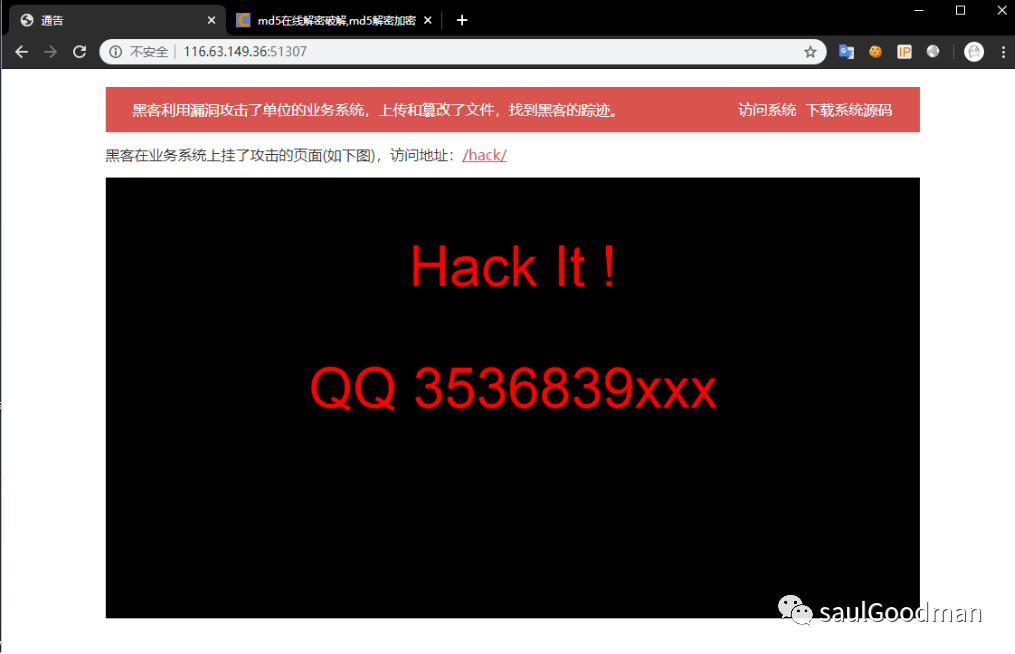 通告
md5在线解密破解,md5解密加密
不安全 116.63.149.36:51307
黑客利用漏洞攻击了单位的业务系统，上传和篡改了文件，找到黑客的踪迹。 访问系统 下载系统源码
黑客在业务系统上挂了攻击的页面(如下图)，访问地址：/hack/
Hack It !
QQ 3536839xxx
saulGoodman